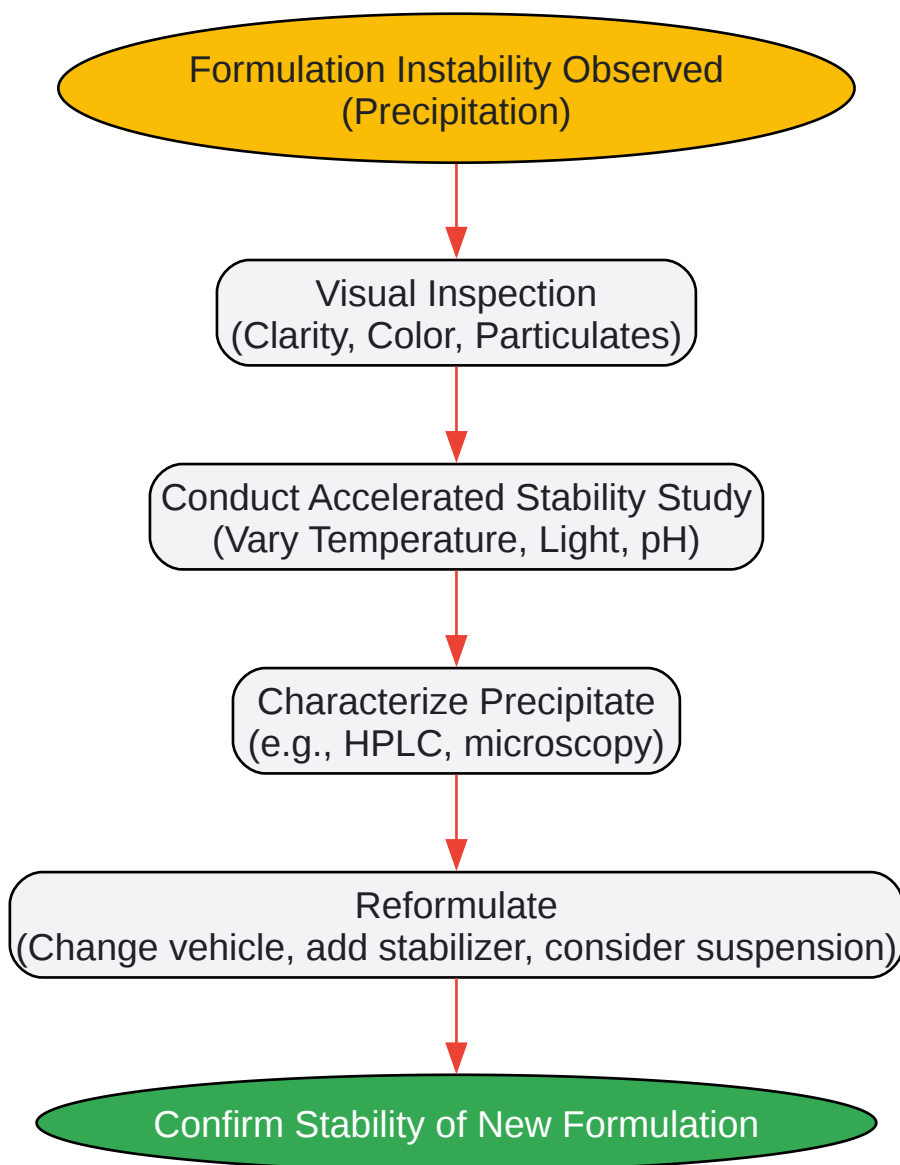 Formulation Instability Observed
(Precipitation)
Visual Inspection
(Clarity, Color, Particulates)
Conduct Accelerated Stability Study
(Vary Temperature, Light, pH)
Characterize Precipitate
(e.g., HPLC, microscopy)
Reformulate
(Change vehicle, add stabilizer, consider suspension)
Confirm Stability of New Formulation